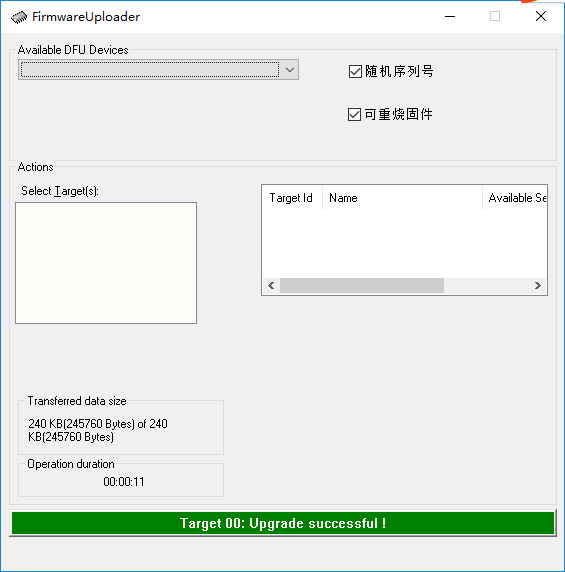 FirmwareUploader
Available DFU Devices
随机序列号
可重烧固件
Actions
Select Target(s):
Target Id Name Available Se
Transferred data size
240 KB(245760 Bytes) of 240
KB(245760 Bytes)
Operation duration
00:00:11
Target 00: Upgrade successful !